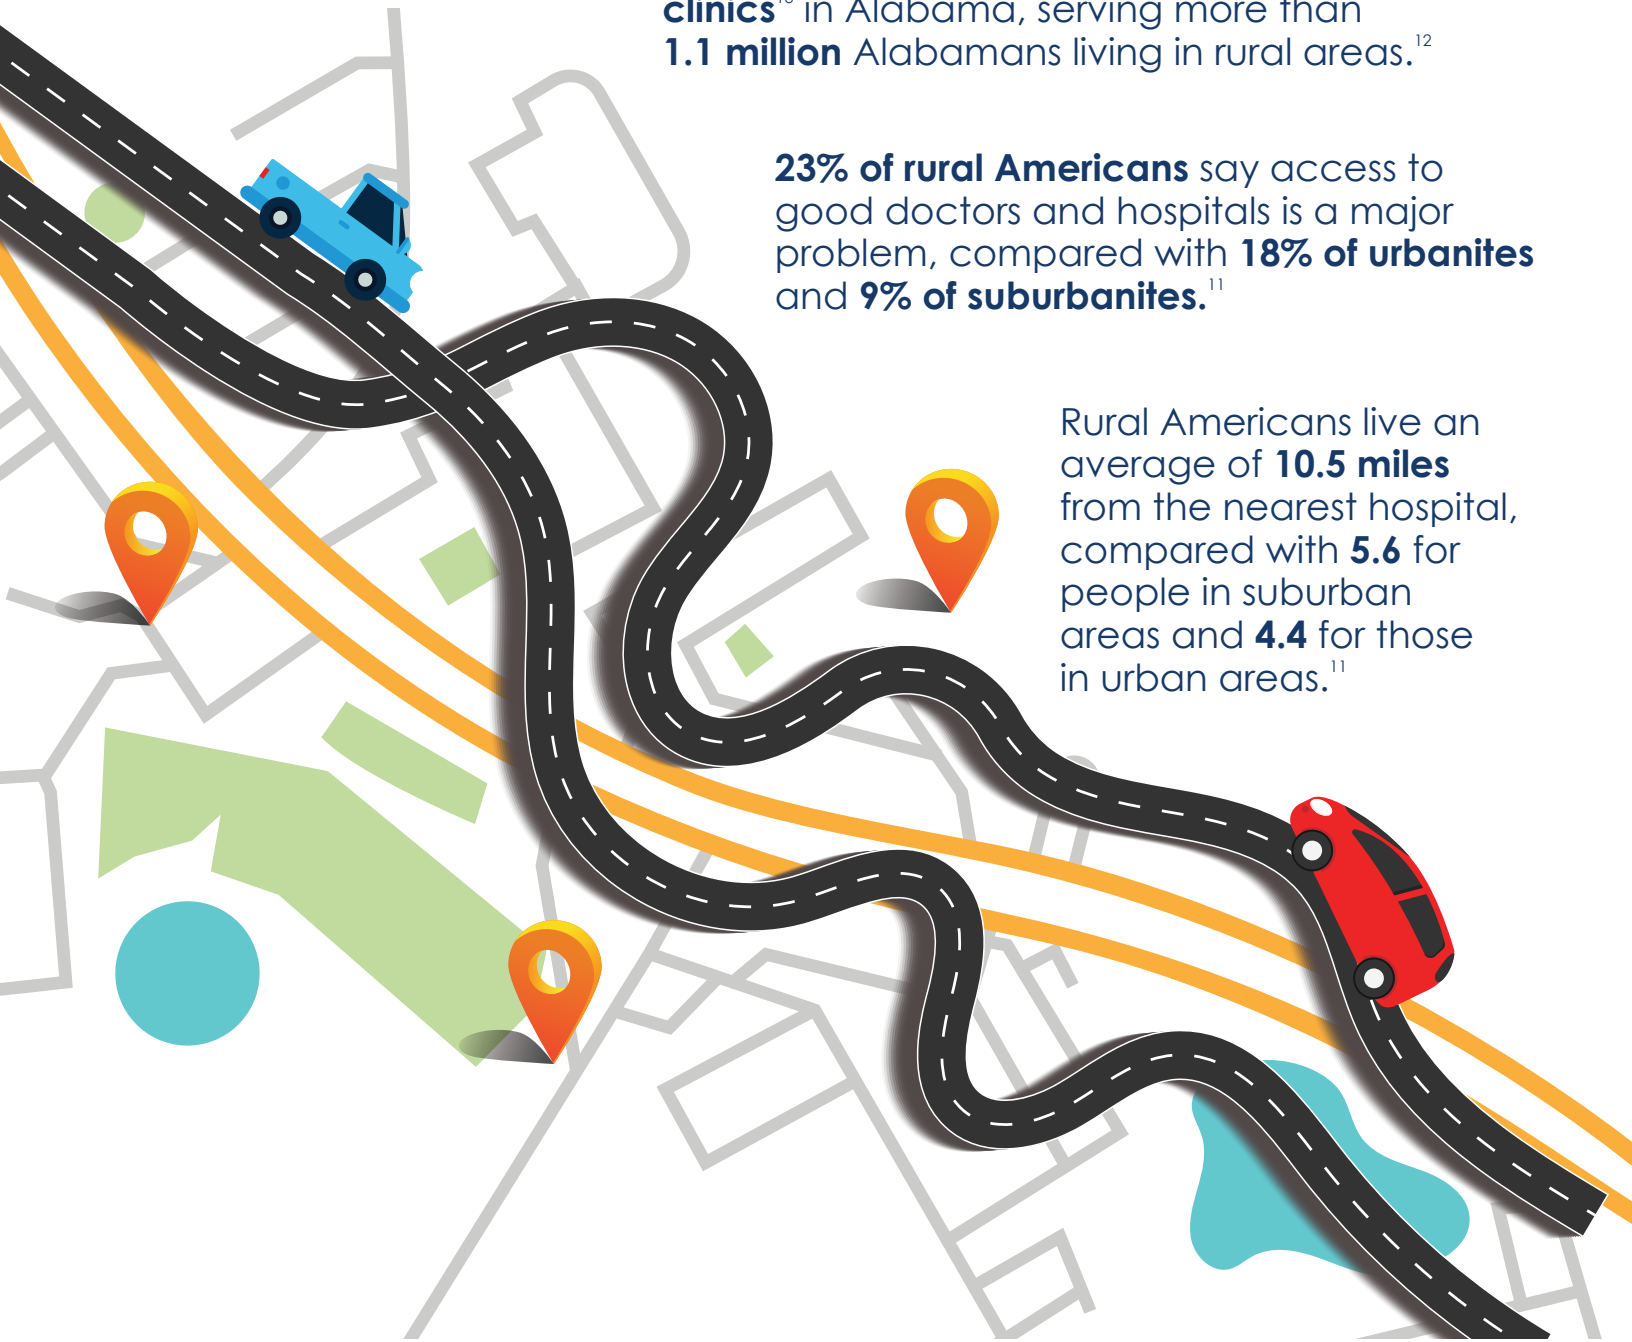 clinics in Alabama, serving more than
1.1 million Alabamans living in rural areas.12
23% of rural Americans say access to
good doctors and hospitals is a major
problem, compared with 18% of urbanites
and 9% of suburbanites.11
Rural Americans live an
average of 10.5 miles
from the nearest hospital,
compared with 5.6 for
people in suburban
areas and 4.4 for those
in urban areas.11